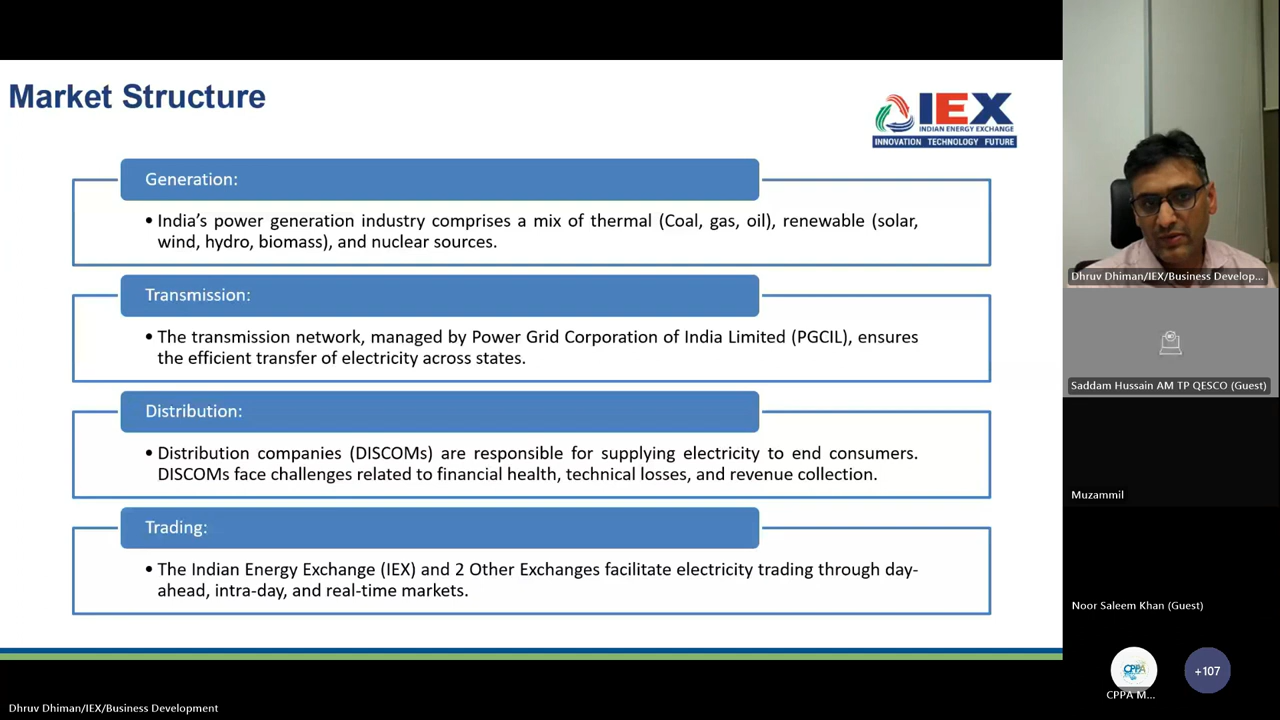 Market Structure
IEX
INDIAN ENERGY EXCHANGE
INNOVATION TECHNOLOGY FUTURE
Generation:
• India's power generation industry comprises a mix of thermal (Coal, gas, oil), renewable (solar,
wind, hydro, biomass), and nuclear sources.
Transmission:
• The transmission network, managed by Power Grid Corporation of India Limited (PGCIL), ensures
the efficient transfer of electricity across states.
Distribution:
• Distribution companies (DISCOMs) are responsible for supplying electricity to end consumers.
DISCOMs face challenges related to financial health, technical losses, and revenue collection.
Trading:
• The Indian Energy Exchange (IEX) and 2 Other Exchanges facilitate electricity trading through day-
ahead, intra-day, and real-time markets.
Dhruv Dhiman/IEX/Business Develop...
Saddam Hussain AM TP QESCO (Guest)
Muzammil
Noor Saleem Khan (Guest)
CPPA
CPPA M...
+107
Dhruv Dhiman/IEX/Business Development